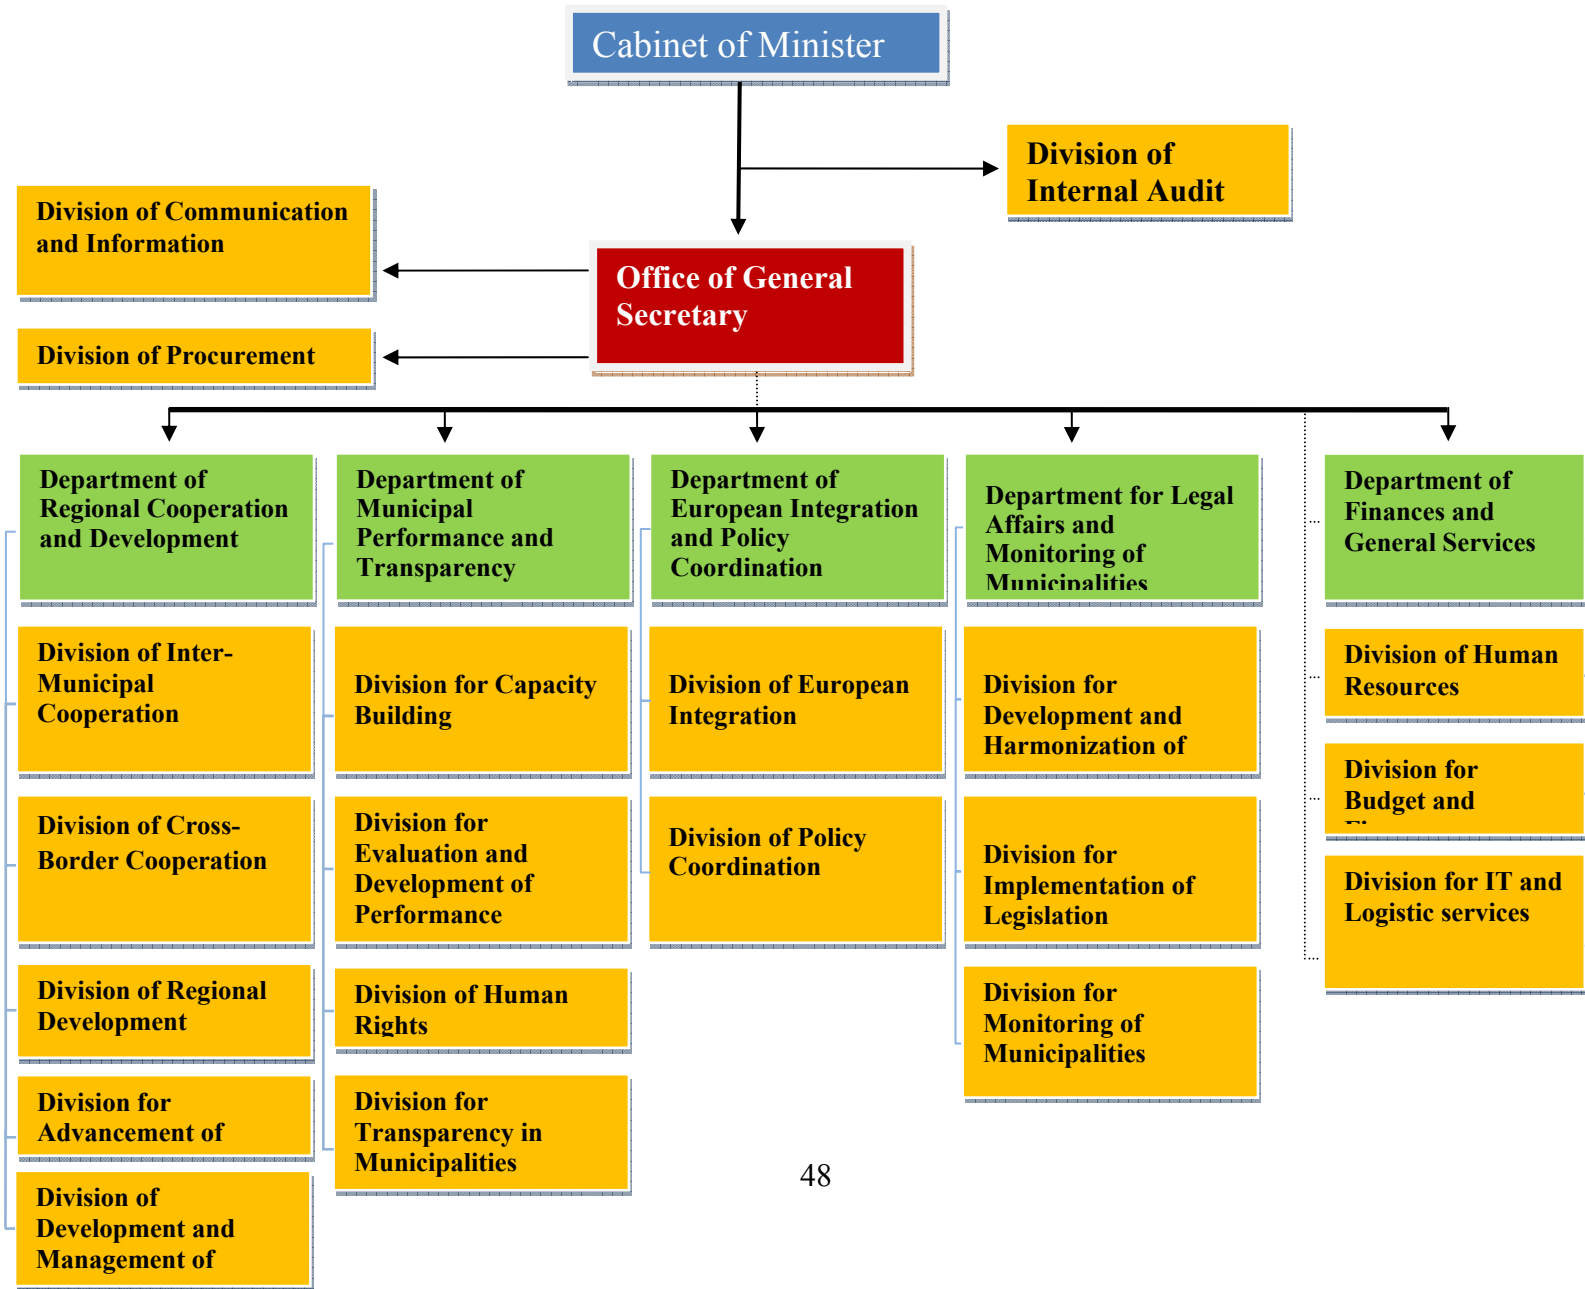 Cabinet of Minister
Division of
Internal Audit
Division of Communication
and Information
Office of General
Secretary
Division of Procurement
Department of
Regional Cooperation
and Development
Department of
Municipal
Performance and
Transparency
Department of
European Integration
and Policy
Coordination
Department for Legal
Affairs and
Monitoring of
Municipalities
Department of
Finances and
General Services
Division of Inter-
Municipal
Cooperation
Division for Capacity
Building
Division of European
Integration
Division for
Development and
Harmonization of
Division of Human
Resources
Division of Cross-
Border Cooperation
Division for
Evaluation and
Development of
Performance
Division of Policy
Coordination
Division for
Implementation of
Legislation
Division for
Budget and
Division for IT and
Logistic services
Division of Regional
Development
Division of Human
Rights
Division for
Monitoring of
Municipalities
Division for
Advancement of
Division for
Transparency in
Municipalities
Division of
Development and
Management of
48